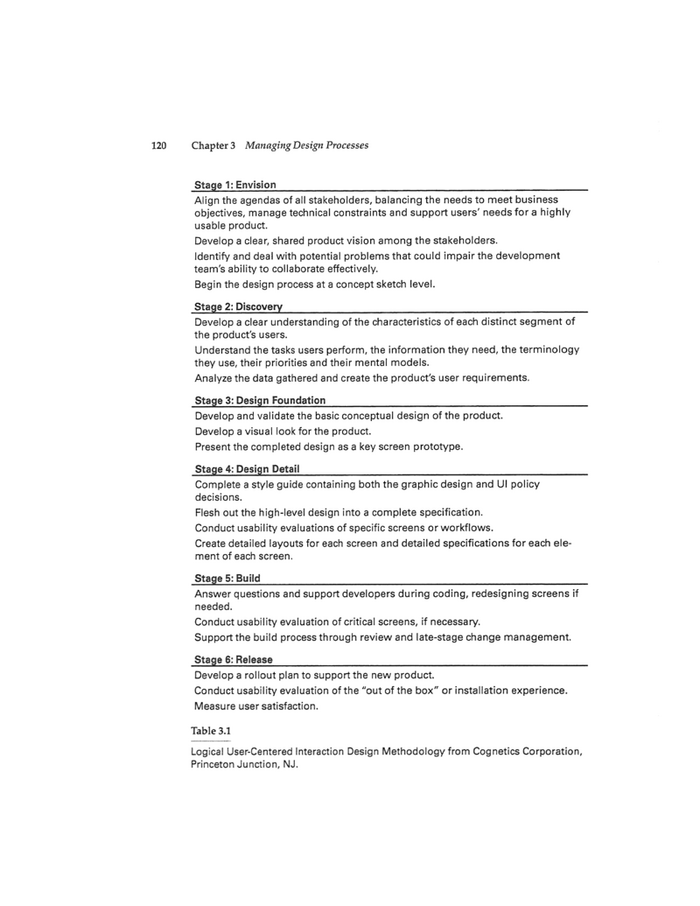 120 Chapter 3 Managing Design Processes
Stage 1: Envision
Align the agendas of all stakeholders, balancing the needs to meet business
objectives, manage technical constraints and support users' needs for a highly
usable product.
Develop a clear, shared product vision among the stakeholders.
Identify and deal with potential problems that could impair the development
team's ability to collaborate effectively.
Begin the design process at a concept sketch level.
Stage 2: Discovery
Develop a clear understanding of the characteristics of each distinct segment of
the product's users.
Understand the tasks users perform, the information they need, the terminology
they use, their priorities and their mental models.
Analyze the data gathered and create the product's user requirements.
Stage 3: Design Foundation
Develop and validate the basic conceptual design of the product.
Develop a visual look for the product.
Present the completed design as a key screen prototype.
Stage 4: Design Detail
Complete a style guide containing both the graphic design and UI policy
decisions.
Flesh out the high-level design into a complete specification.
Conduct usability evaluations of specific screens or workflows.
Create detailed layouts for each screen and detailed specifications for each ele-
ment of each screen.
Stage 5: Build
Answer questions and support developers during coding, redesigning screens if
needed.
Conduct usability evaluation of critical screens, if necessary.
Support the build process through review and late-stage change management.
Stage 6: Release
Develop a rollout plan to support the new product.
Conduct usability evaluation of the "out of the box" or installation experience.
Measure user satisfaction.
Table 3.1
Logical User-Centered Interaction Design Methodology from Cognetics Corporation,
Princeton Junction, NJ.